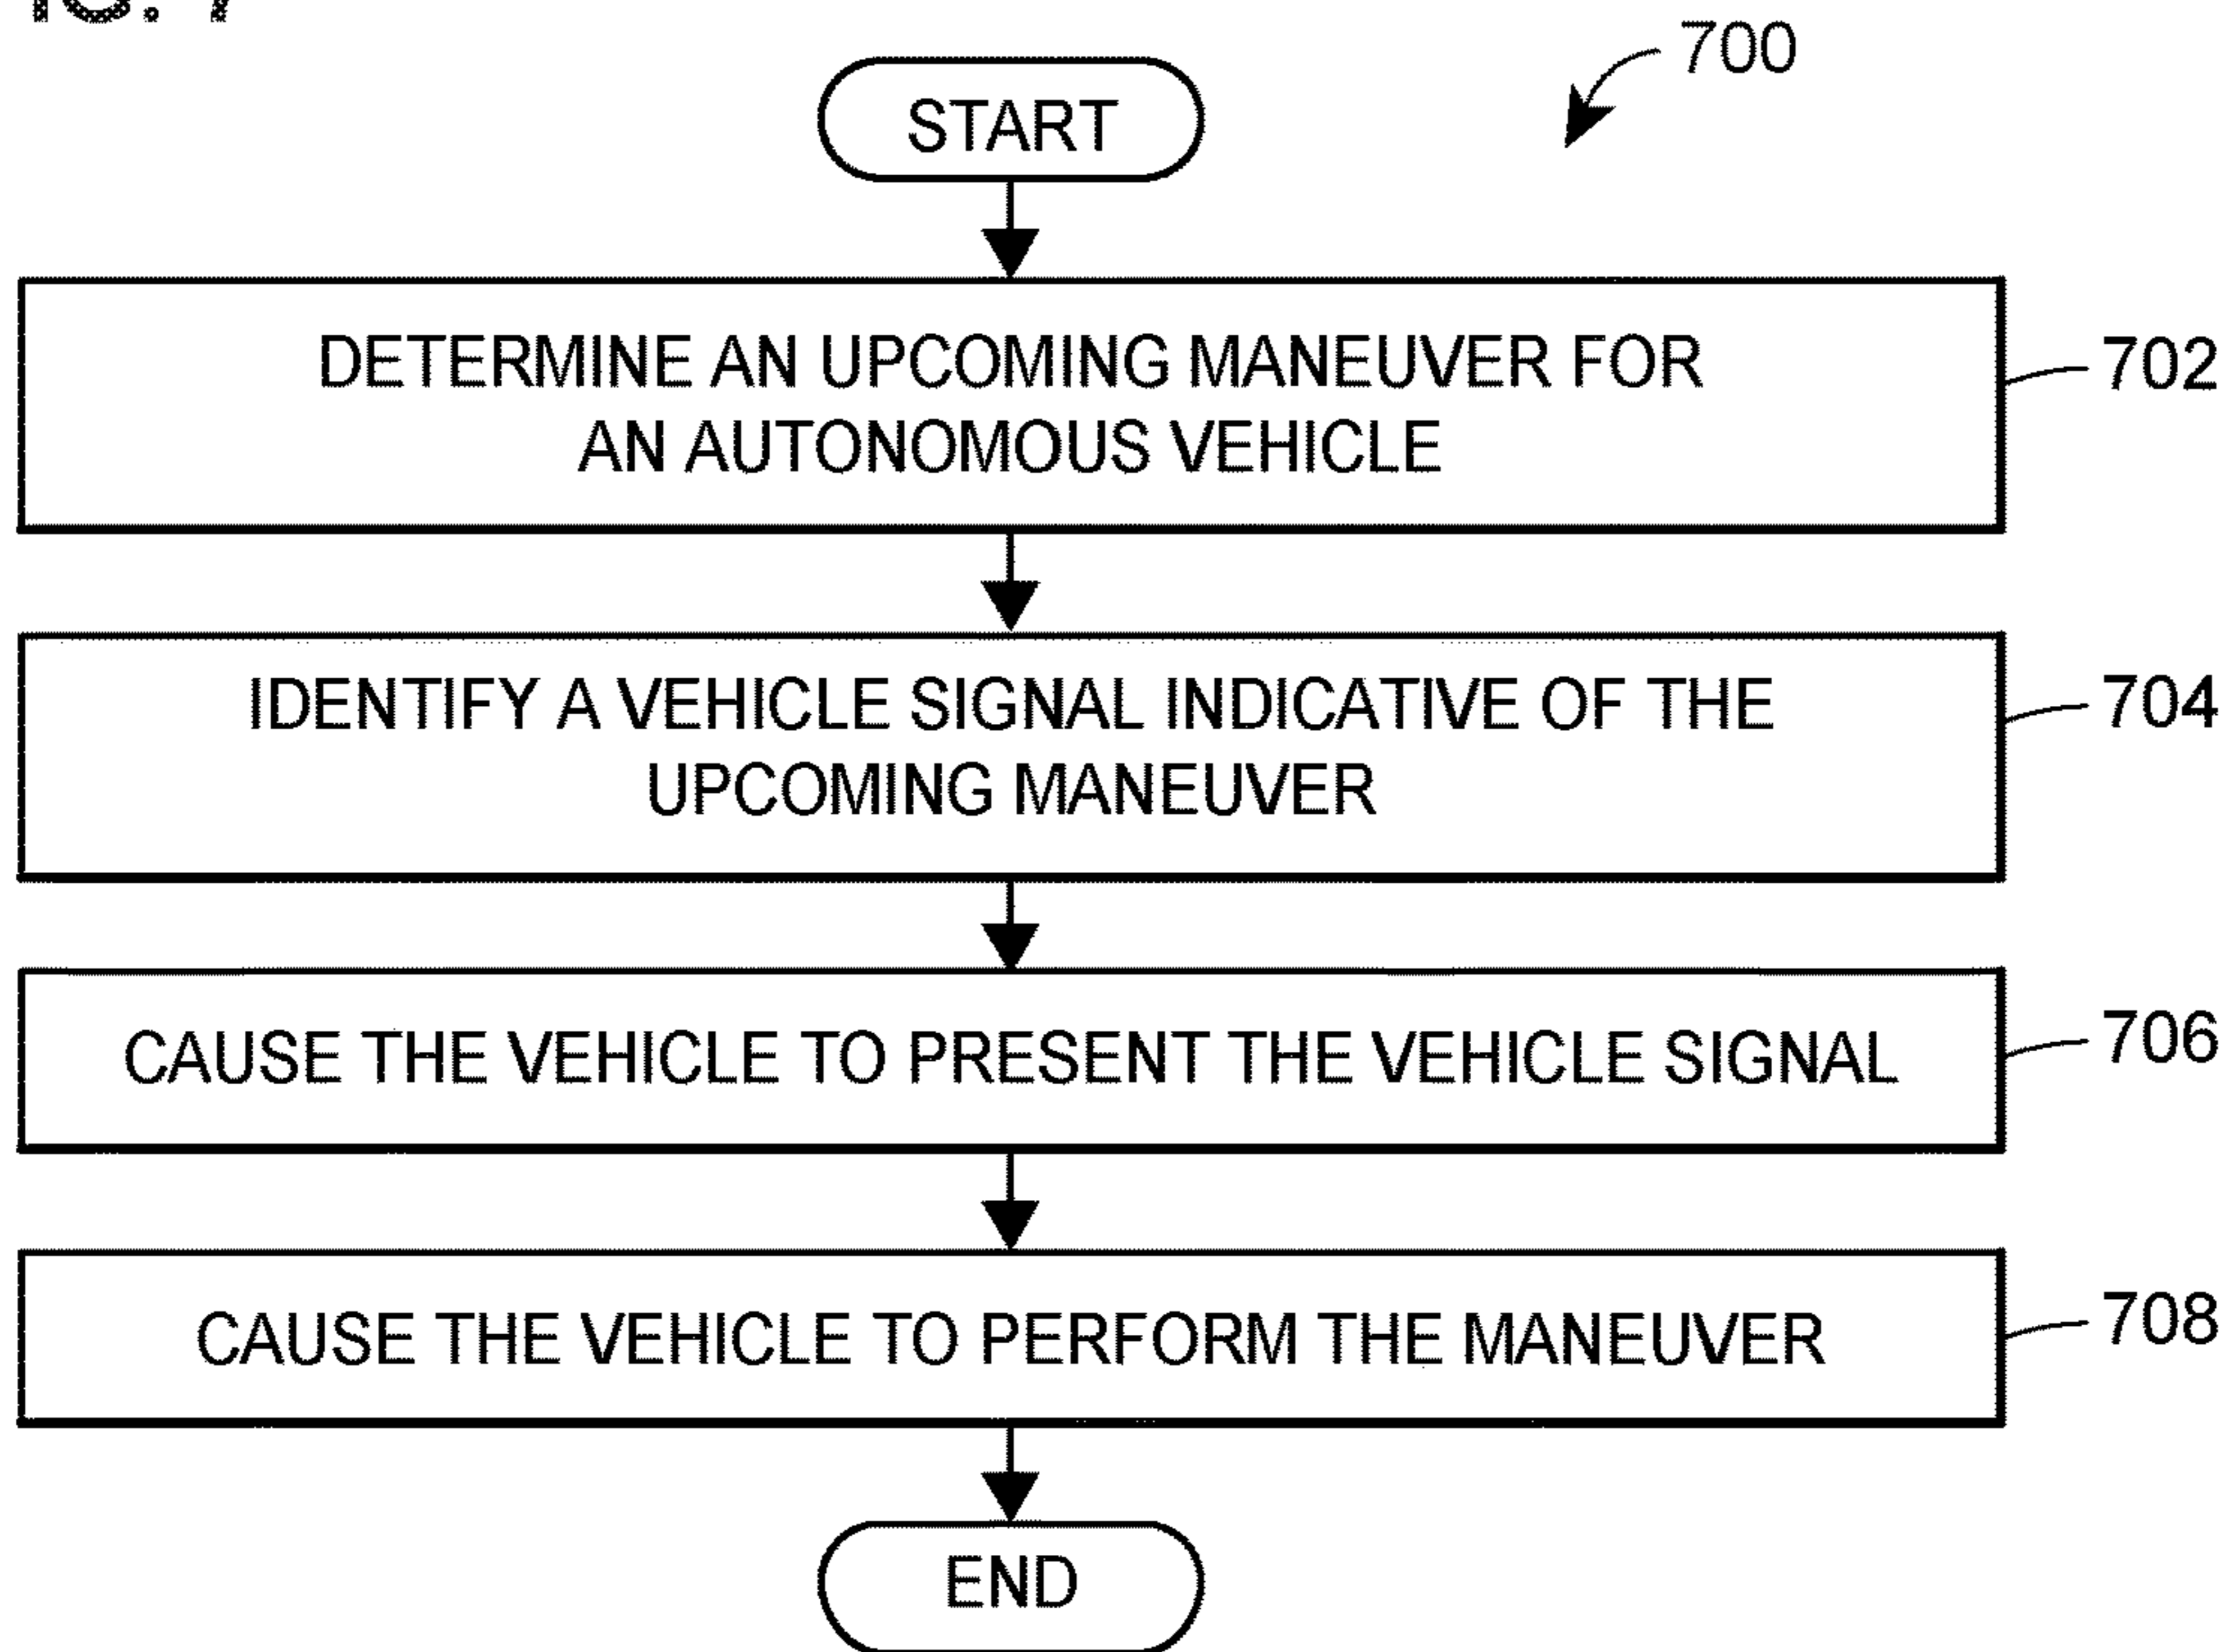 700
START
DETERMINE AN UPCOMING MANEUVER FOR
AN AUTONOMOUS VEHICLE
702
IDENTIFY A VEHICLE SIGNAL INDICATIVE OF THE
UPCOMING MANEUVER
704
CAUSE THE VEHICLE TO PRESENT THE VEHICLE SIGNAL
706
CAUSE THE VEHICLE TO PERFORM THE MANEUVER
708
END